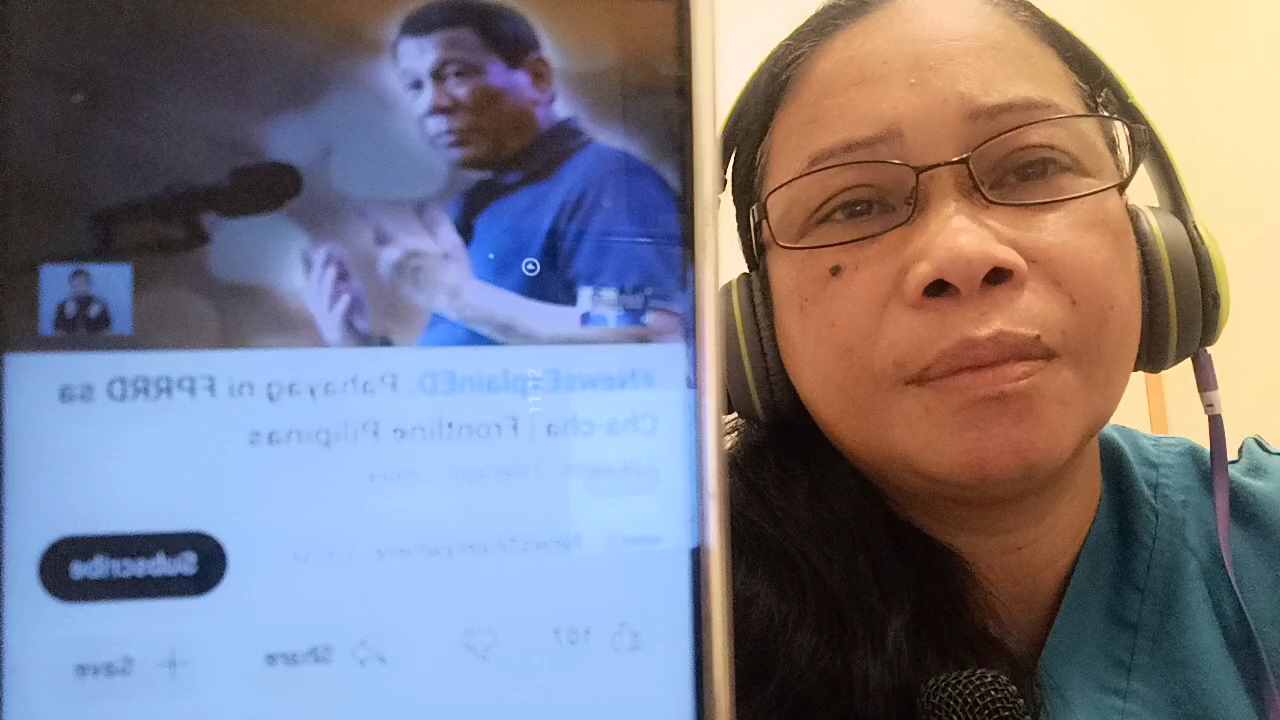 #NewsExplainED: Pahayag ni FPRRD sa
Cha-cha | Frontline Pilipinas
Subscribe
107
Share
Save